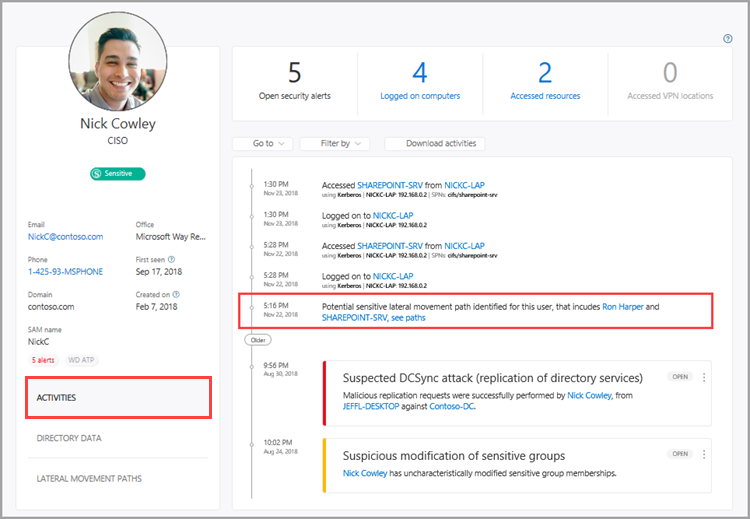 Nick Cowley
CISO
Sensitive
Email
NickC@contoso.com
Office
Microsoft Way Re...
Phone
1-425-93-MSPHONE
First seen
Sep 17, 2018
Domain
contoso.com
Created on
Feb 7, 2018
SAM name
NickC
5 alerts
WD ATP
ACTIVITIES
DIRECTORY DATA
LATERAL MOVEMENT PATHS
5
Open security alerts
4
Logged on computers
2
Accessed resources
0
Accessed VPN locations
Go to
Filter by
Download activities
1:30 PM
Nov 23, 2018
Accessed SHAREPOINT-SRV from NICKC-LAP
using Kerberos | NICKC-LAP: 192.168.0.2 | SPNs: cifs/sharepoint-srv
1:30 PM
Nov 23, 2018
Logged on to NICKC-LAP
using Kerberos | NICKC-LAP: 192.168.0.2
5:28 PM
Nov 22, 2018
Accessed SHAREPOINT-SRV from NICKC-LAP
using Kerberos | NICKC-LAP: 192.168.0.2 | SPNs: cifs/sharepoint-srv
5:28 PM
Nov 22, 2018
Logged on to NICKC-LAP
using Kerberos | NICKC-LAP: 192.168.0.2
5:16 PM
Nov 22, 2018
Potential sensitive lateral movement path identified for this user, that incudes Ron Harper and
SHAREPOINT-SRV, see paths
Older
9:56 PM
Aug 30, 2018
Suspected DCSync attack (replication of directory services)
OPEN
Malicious replication requests were successfully performed by Nick Cowley, from
JEFFL-DESKTOP against Contoso-DC.
10:02 PM
Aug 24, 2018
Suspicious modification of sensitive groups
OPEN
Nick Cowley has uncharacteristically modified sensitive group memberships.